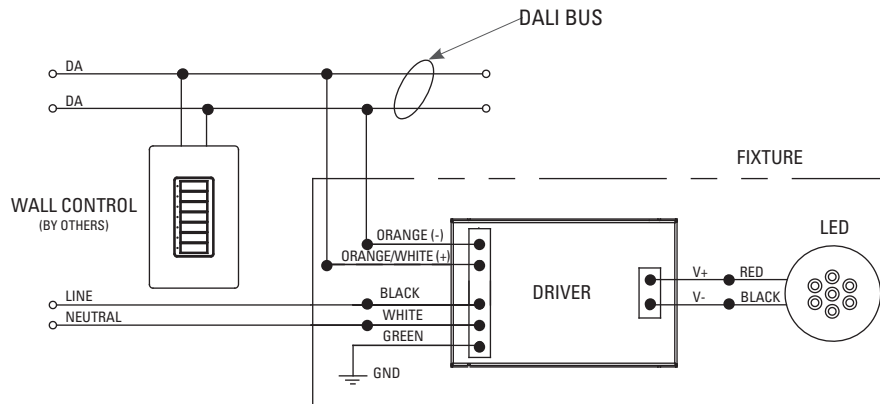 DALI BUS
DA
DA
FIXTURE
WALL CONTROL
(BY OTHERS)
LED
ORANGE (-)
ORANGE/WHITE (+)
DRIVER
V+
RED
V-
BLACK
LINE
BLACK
NEUTRAL
WHITE
GREEN
GND